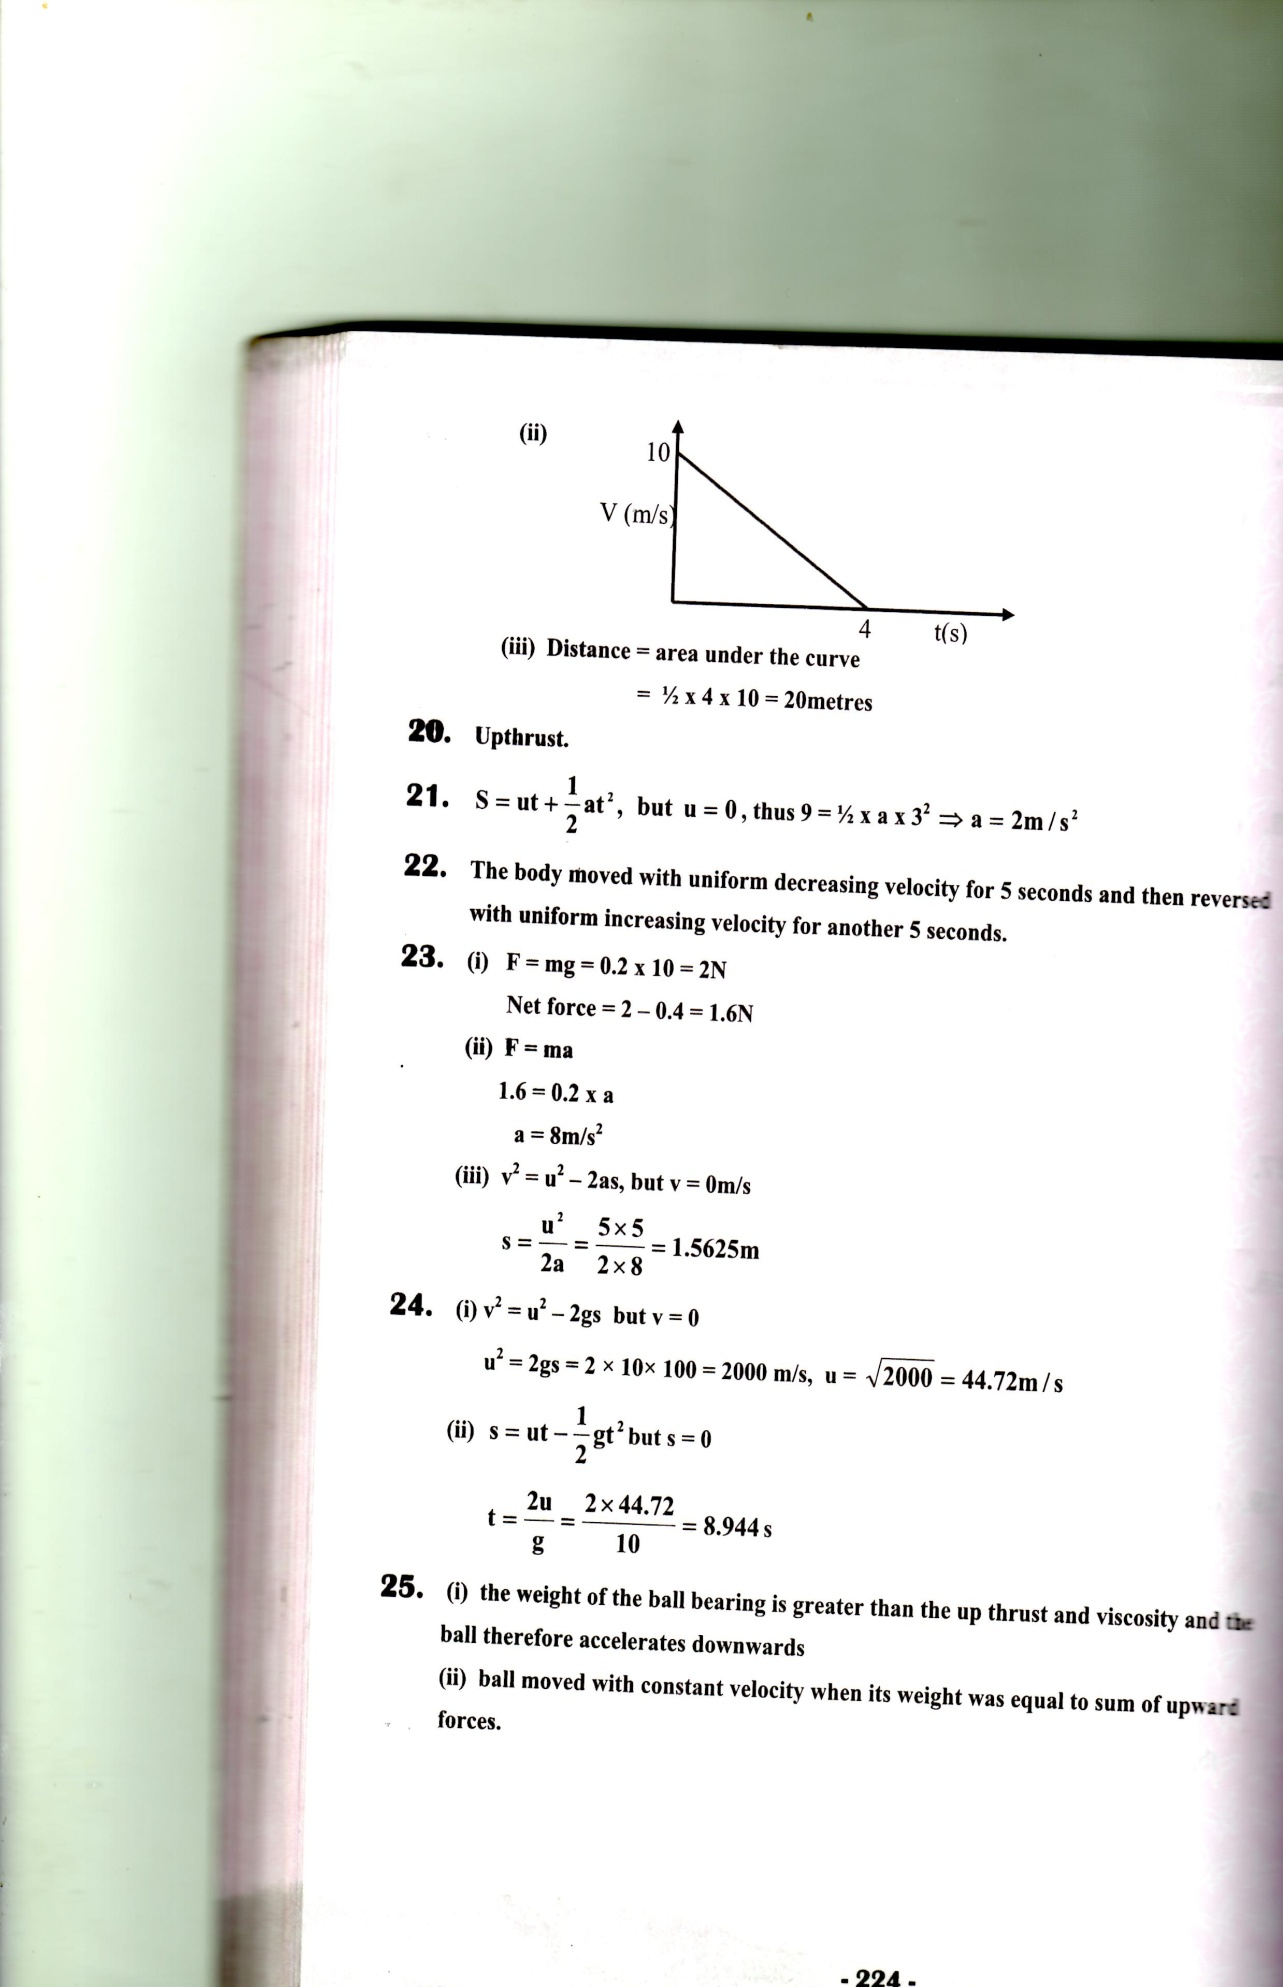 (ii)
10
V (m/s)
4 t(s)
(iii) Distance = area under the curve
= ½ x 4 x 10 = 20metres
20. Upthrust.
21. S = ut + 1/2 at², but u = 0, thus 9 = ½ x a x 3² ⇒ a = 2m/s²
22. The body moved with uniform decreasing velocity for 5 seconds and then reversed
with uniform increasing velocity for another 5 seconds.
23. (i) F = mg = 0.2 x 10 = 2N
Net force = 2 – 0.4 = 1.6N
(ii) F = ma
1.6 = 0.2 x a
a = 8m/s²
(iii) v² = u² – 2as, but v = 0m/s
s = u²/2a = 5×5/2×8 = 1.5625m
24. (i) v² = u² – 2gs but v = 0
u² = 2gs = 2 × 10× 100 = 2000 m/s, u = √2000 = 44.72m/s
(ii) s = ut – 1/2 gt² but s = 0
t = 2u/g = 2×44.72/10 = 8.944 s
25. (i) the weight of the ball bearing is greater than the up thrust and viscosity and the
ball therefore accelerates downwards
(ii) ball moved with constant velocity when its weight was equal to sum of upward
forces.
- 224 -